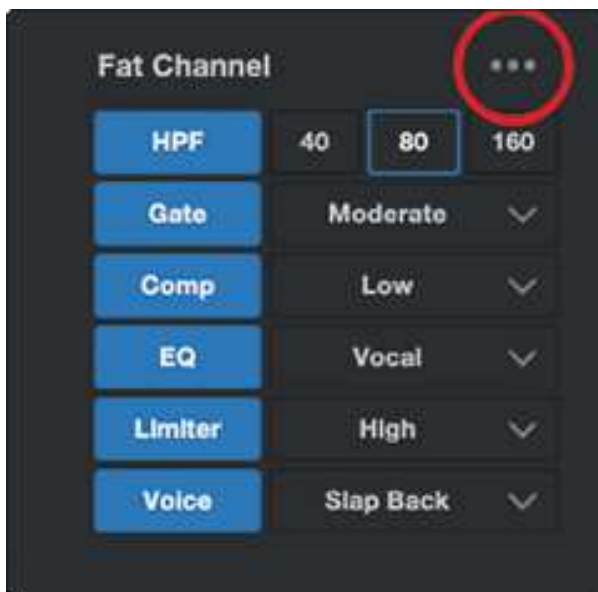 Fat Channel
HPF 40 80 160
Gate Moderate
Comp Low
EQ Vocal
Limiter High
Voice Slap Back